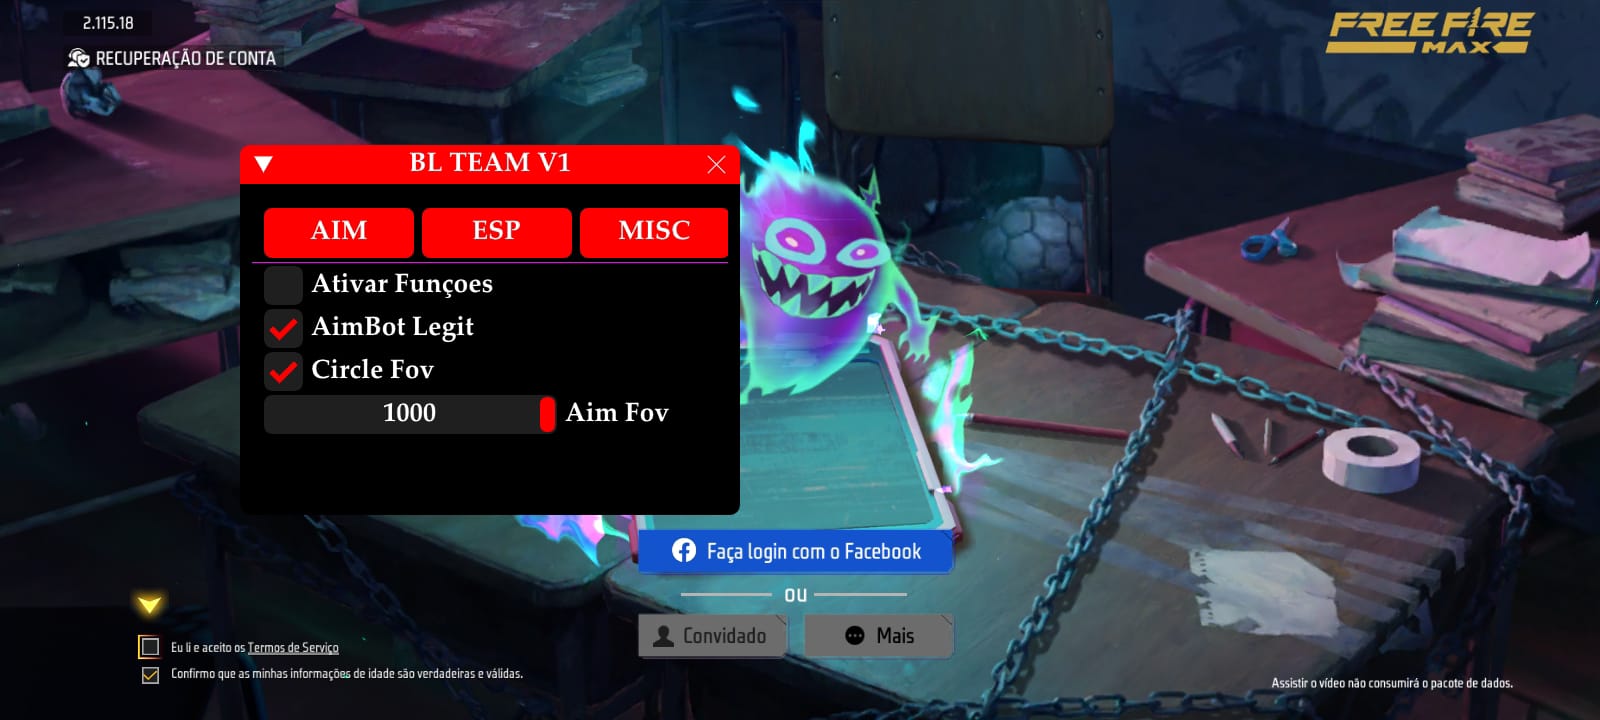 2.115.18
RECUPERAÇÃO DE CONTA
FREE FIRE
MAX
BL TEAM V1
AIM ESP MISC
Ativar Funçoes
AimBot Legit
Circle Fov
1000 Aim Fov
Faça login com o Facebook
OU
Convidado Mais
Eu li e aceito os Termos de Serviço
Confirmo que as minhas informações de idade são verdadeiras e válidas.
Assistir o vídeo não consumirá o pacote de dados.